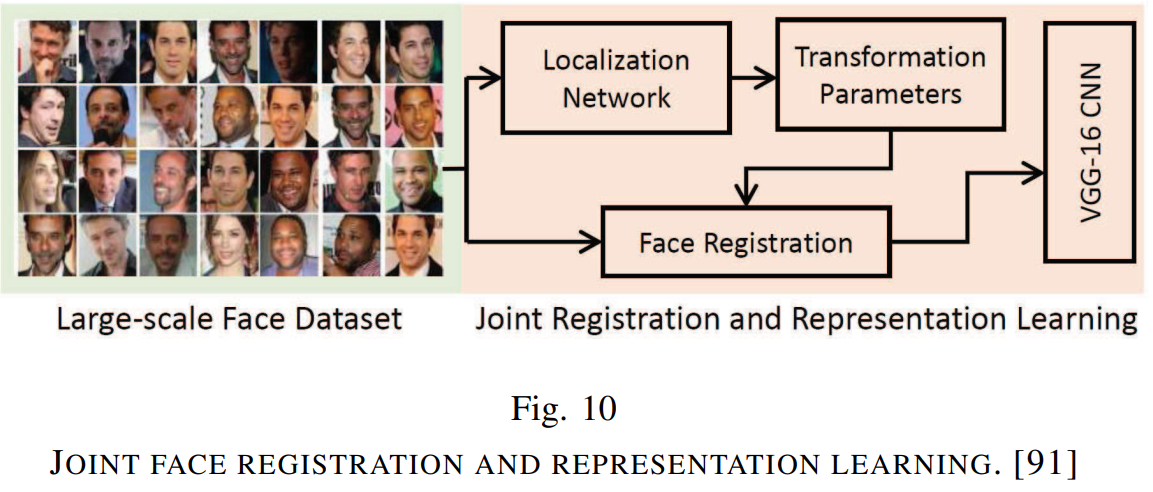 Localization
Network
Transformation
Parameters
VGG-16 CNN
Face Registration
Large-scale Face Dataset
Joint Registration and Representation Learning
Fig. 10
JOINT FACE REGISTRATION AND REPRESENTATION LEARNING. [91]